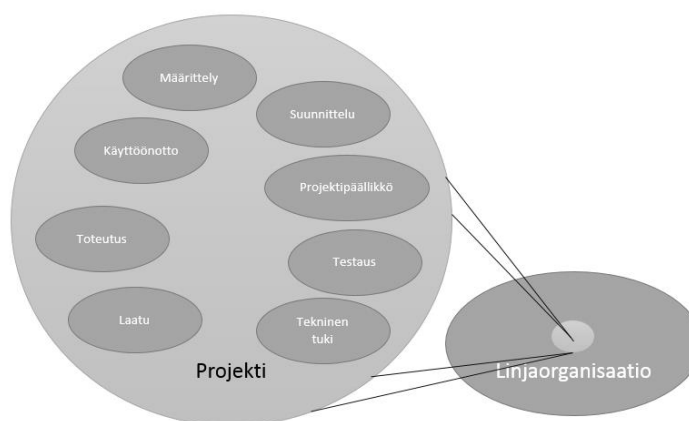 Määrittely
Suunnittelu
Käyttöönotto
Projektipäällikkö
Toteutus
Testaus
Laatu
Tekninen
tuki
Projekti
Linjaorganisaatio